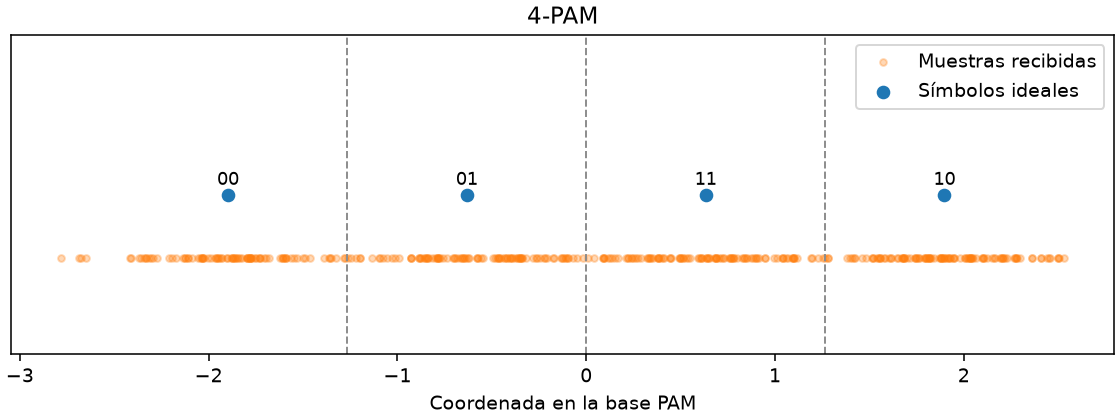 4-PAM
Muestras recibidas
Símbolos ideales
00 01 11 10
−3 −2 −1 0 1 2
Coordenada en la base PAM